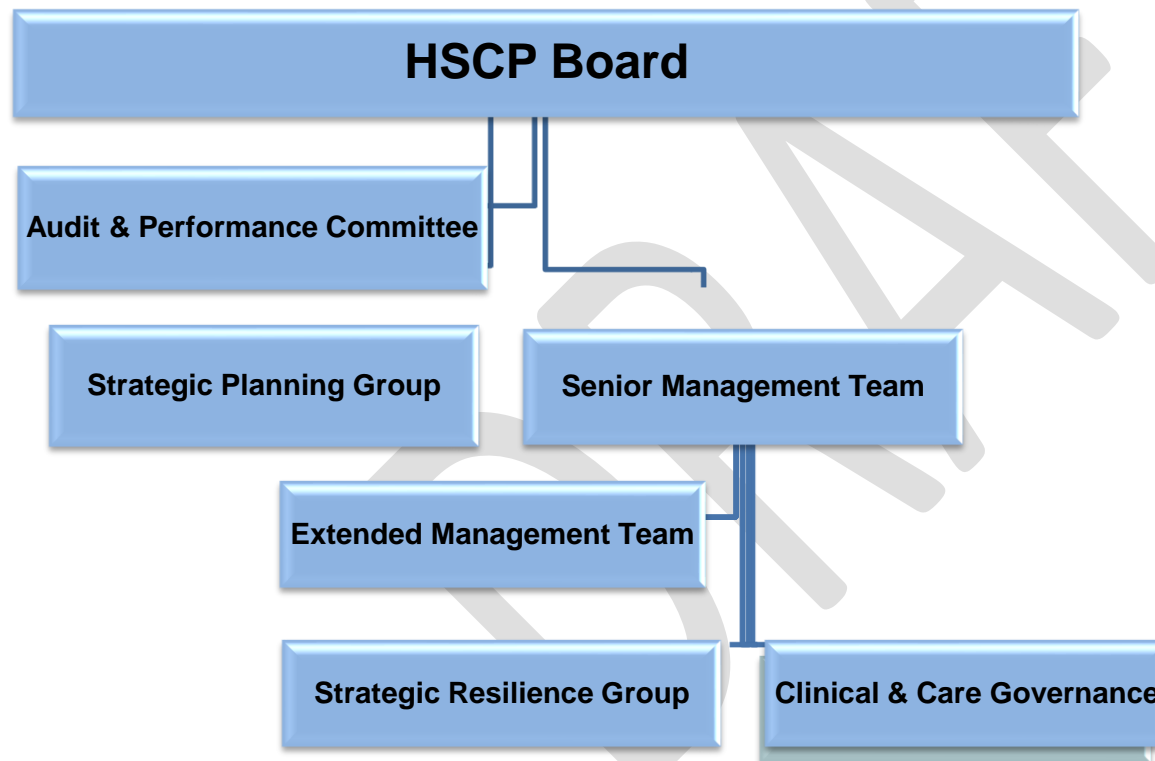 HSCP Board
Audit & Performance Committee
Strategic Planning Group
Senior Management Team
Extended Management Team
Strategic Resilience Group
Clinical & Care Governance
DRAF